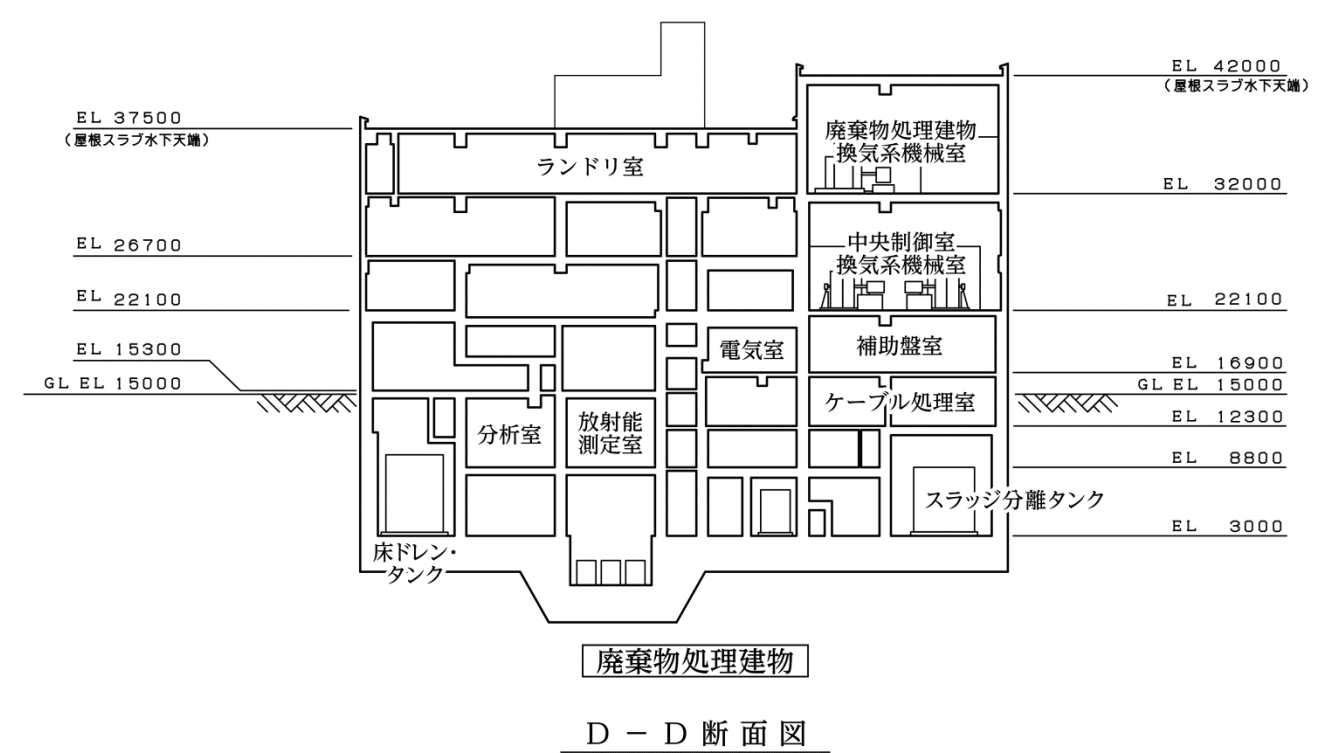 EL 42000
(屋根スラブ水下天端)
EL 37500
(屋根スラブ水下天端)
廃棄物処理建物
換気系機械室
ランドリ室
EL 32000
EL 26700
中央制御室
換気系機械室
EL 22100
EL 22100
電気室
補助盤室
EL 15300
EL 16900
GL EL 15000
GL EL 15000
ケーブル処理室
EL 12300
分析室
放射能
測定室
EL 8800
スラッジ分離タンク
EL 3000
床ドレン・
タンク
廃棄物処理建物
D－D断面図